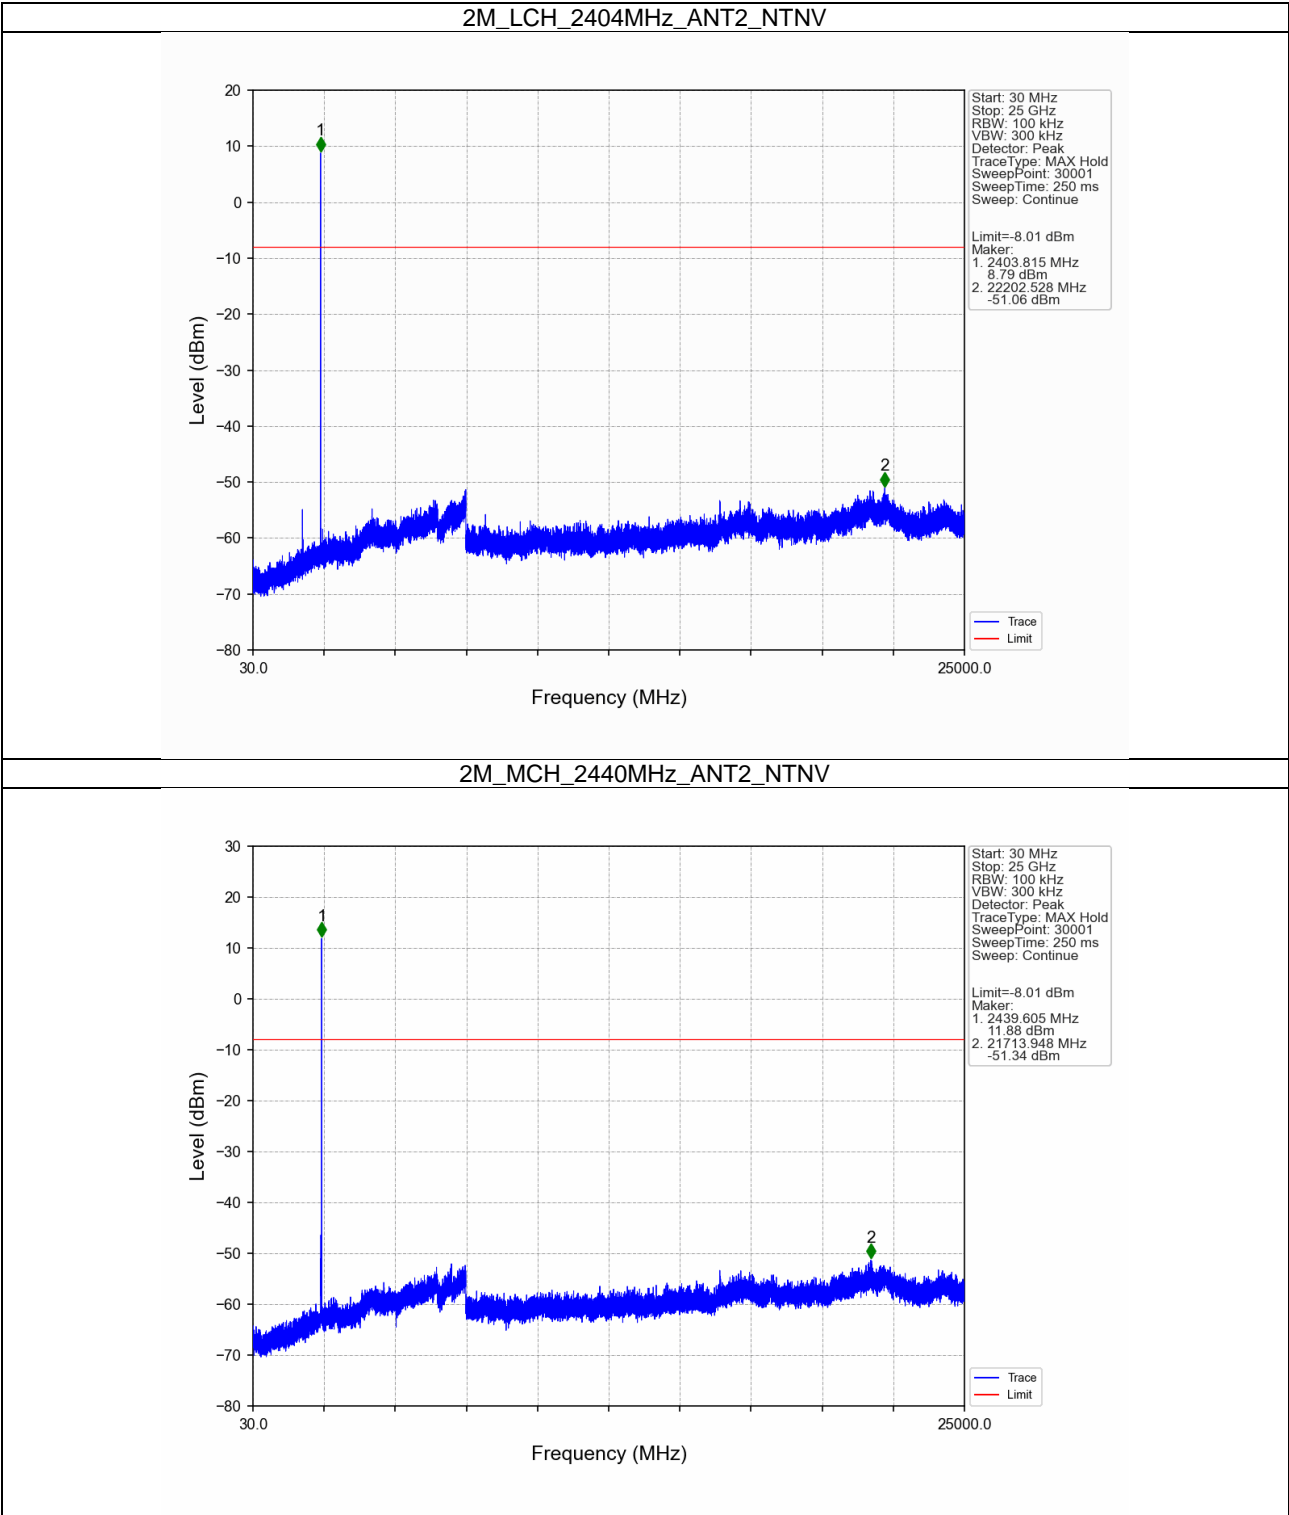 2M_LCH_2404MHz_ANT2_NTNV
20
10
0
−10
−20
−30
−40
−50
−60
−70
−80
Level (dBm)
1
2
30.0
25000.0
Frequency (MHz)
Start: 30 MHz
Stop: 25 GHz
RBW: 100 kHz
VBW: 300 kHz
Detector: Peak
TraceType: MAX Hold
SweepPoint: 30001
SweepTime: 250 ms
Sweep: Continue
Limit=-8.01 dBm
Maker:
1. 2403.815 MHz
8.79 dBm
2. 22202.528 MHz
-51.06 dBm
Trace
Limit
2M_MCH_2440MHz_ANT2_NTNV
30
20
10
0
−10
−20
−30
−40
−50
−60
−70
−80
Level (dBm)
1
2
30.0
25000.0
Frequency (MHz)
Start: 30 MHz
Stop: 25 GHz
RBW: 100 kHz
VBW: 300 kHz
Detector: Peak
TraceType: MAX Hold
SweepPoint: 30001
SweepTime: 250 ms
Sweep: Continue
Limit=-8.01 dBm
Maker:
1. 2439.605 MHz
11.88 dBm
2. 21713.948 MHz
-51.34 dBm
Trace
Limit